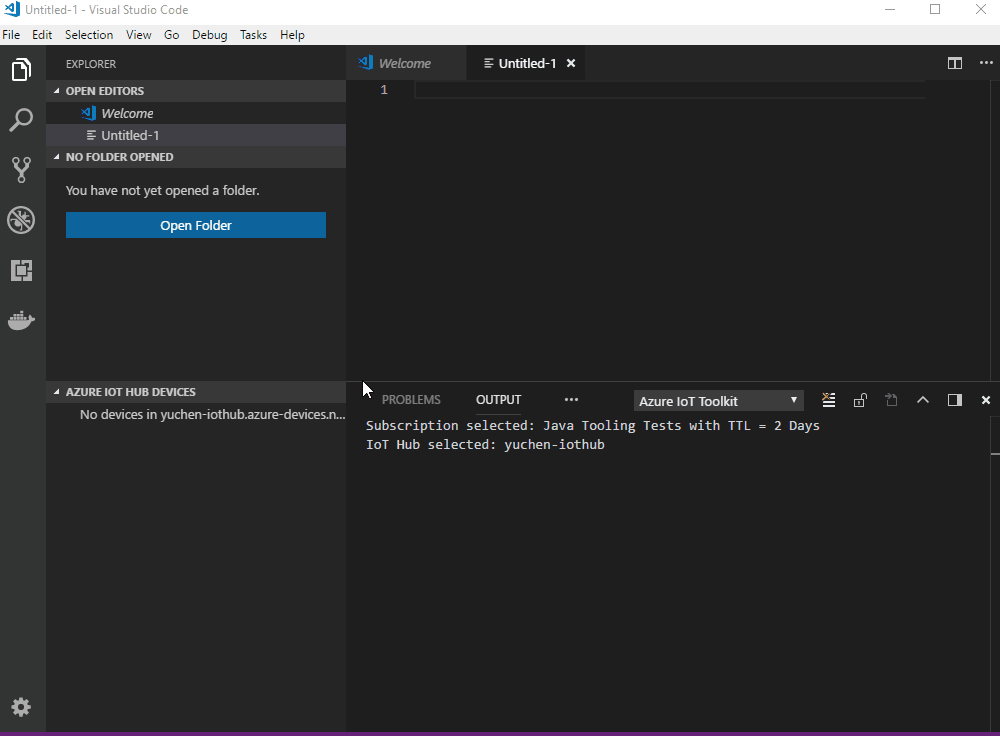 Untitled-1 - Visual Studio Code
File Edit Selection View Go Debug Tasks Help
EXPLORER
OPEN EDITORS
Welcome
Untitled-1
NO FOLDER OPENED
You have not yet opened a folder.
Open Folder
AZURE IOT HUB DEVICES
No devices in yuchen-iothub.azure-devices.n...
Welcome
Untitled-1
1
PROBLEMS OUTPUT ... Azure IoT Toolkit
Subscription selected: Java Tooling Tests with TTL = 2 Days
IoT Hub selected: yuchen-iothub